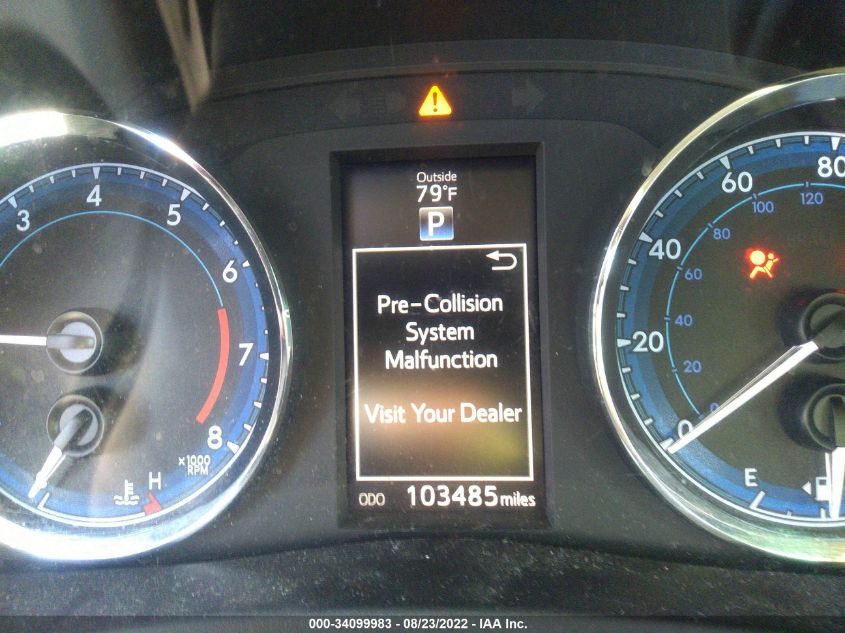 Outside
79°F
P
Pre-Collision
System
Malfunction
Visit Your Dealer
ODO 103485 miles
3
4
5
6
7
8
x1000
RPM
H
0
20
40
60
80
0
20
40
60
80
100
120
E
000-34099983 - 08/23/2022 - IAA Inc.